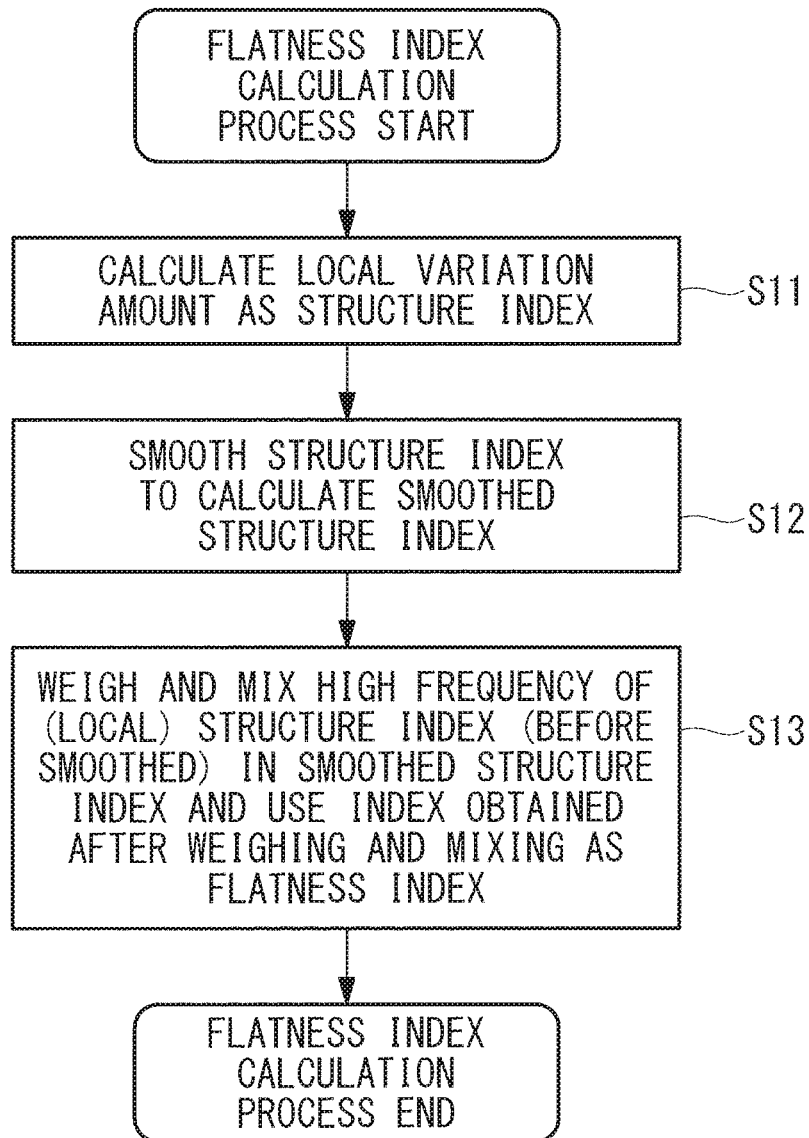 FLATNESS INDEX
CALCULATION
PROCESS START
CALCULATE LOCAL VARIATION
AMOUNT AS STRUCTURE INDEX
S11
SMOOTH STRUCTURE INDEX
TO CALCULATE SMOOTHED
STRUCTURE INDEX
S12
WEIGH AND MIX HIGH FREQUENCY OF
(LOCAL) STRUCTURE INDEX (BEFORE
SMOOTHED) IN SMOOTHED STRUCTURE
INDEX AND USE INDEX OBTAINED
AFTER WEIGHING AND MIXING AS
FLATNESS INDEX
S13
FLATNESS INDEX
CALCULATION
PROCESS END